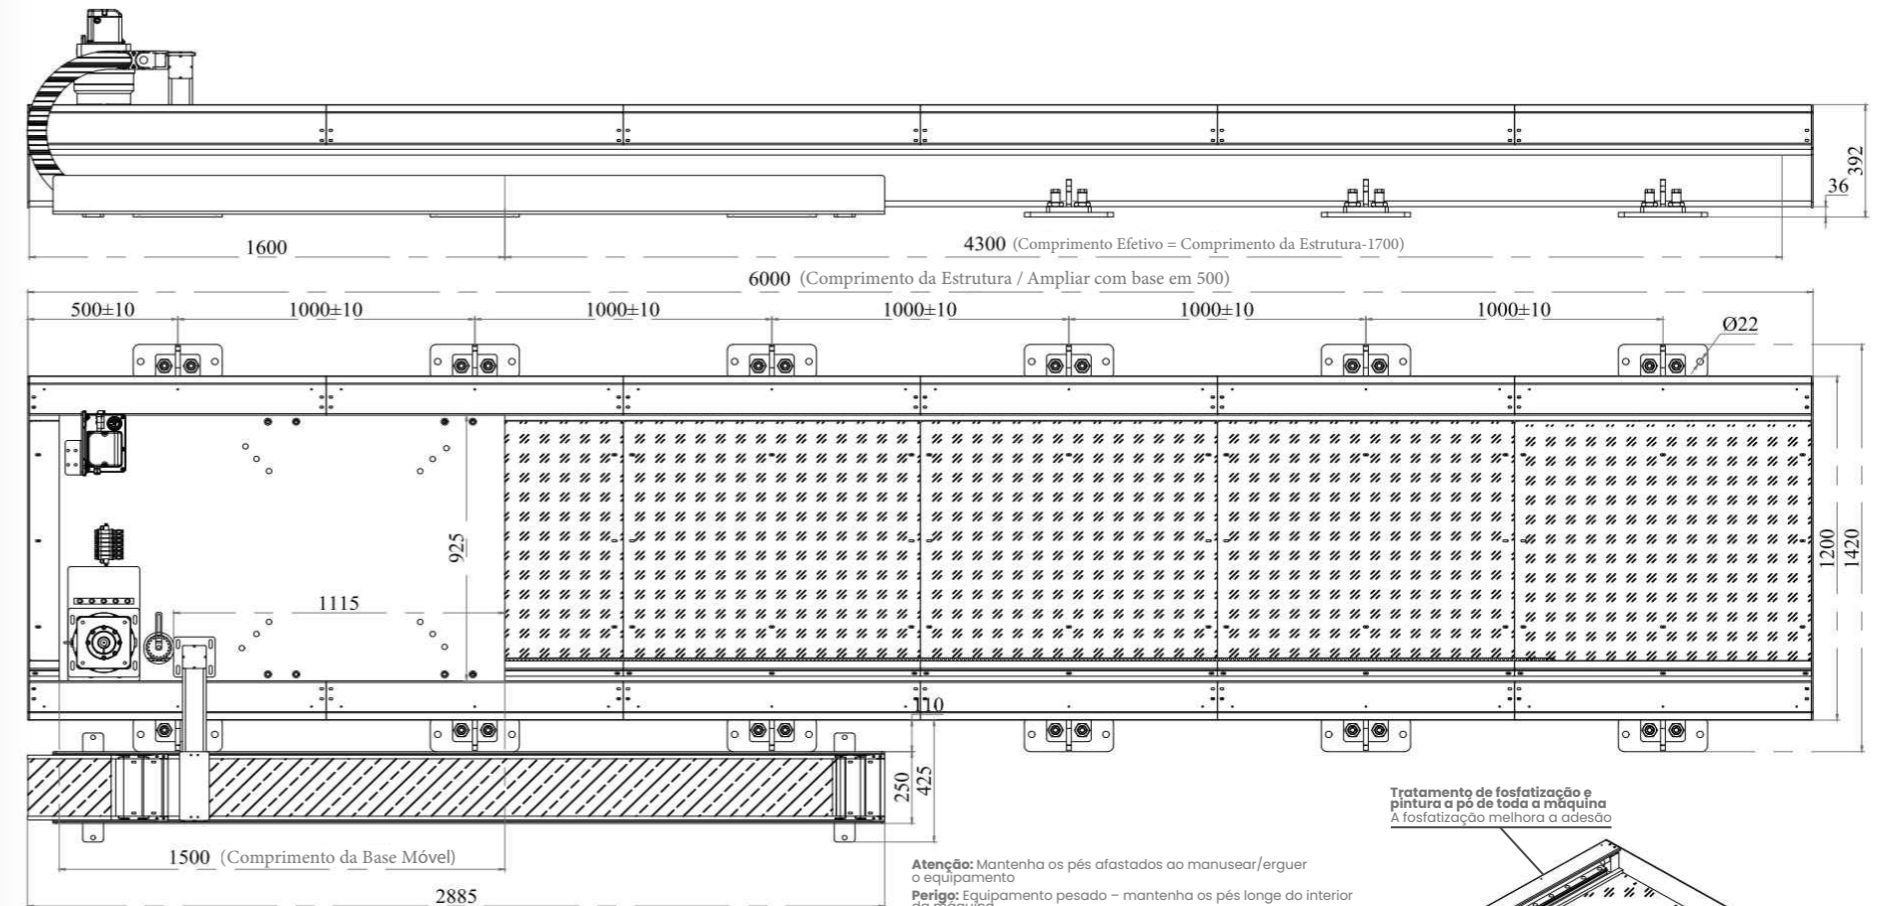 392
36
1600
4300 (Comprimento Efetivo = Comprimento da Estrutura-1700)
6000 (Comprimento da Estrutura / Ampliar com base em 500)
500±10
1000±10
1000±10
1000±10
1000±10
1000±10
Ø22
925
1115
1200
1420
110
250
425
1500 (Comprimento da Base Móvel)
2885
Tratamento de fosfatização e
pintura a pó de toda a máquina
A fosfatização melhora a adesão
Atenção: Mantenha os pés afastados ao manusear/erguer
o equipamento
Perigo: Equipamento pesado – mantenha os pés longe do interior
da máquina